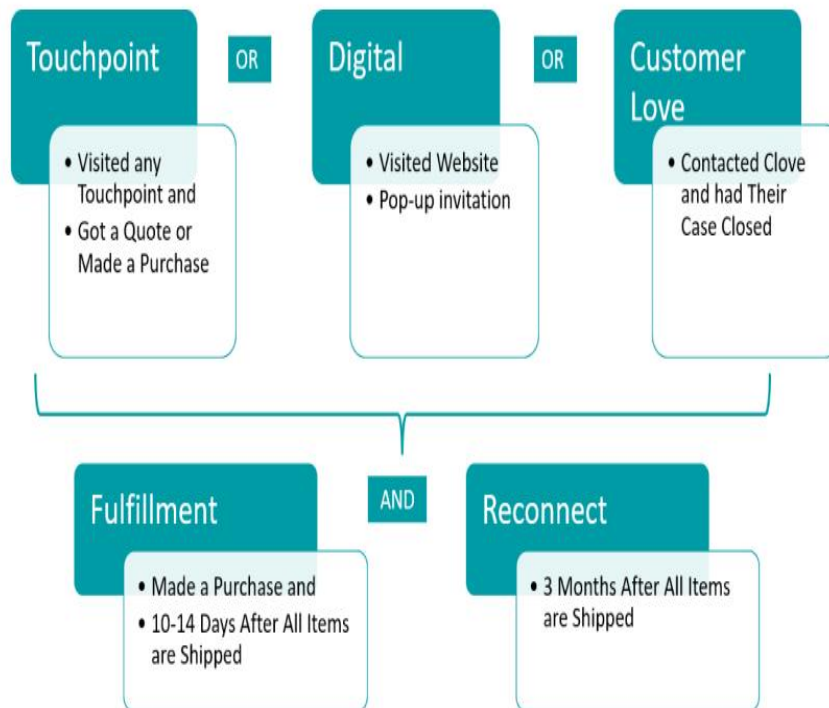 Touchpoint
OR
Digital
OR
Customer
Love
• Visited any
Touchpoint and
• Got a Quote or
Made a Purchase
• Visited Website
• Pop-up invitation
• Contacted Clove
and had Their
Case Closed
Fulfillment
AND
Reconnect
• Made a Purchase and
• 10-14 Days After All Items
are Shipped
• 3 Months After All Items
are Shipped